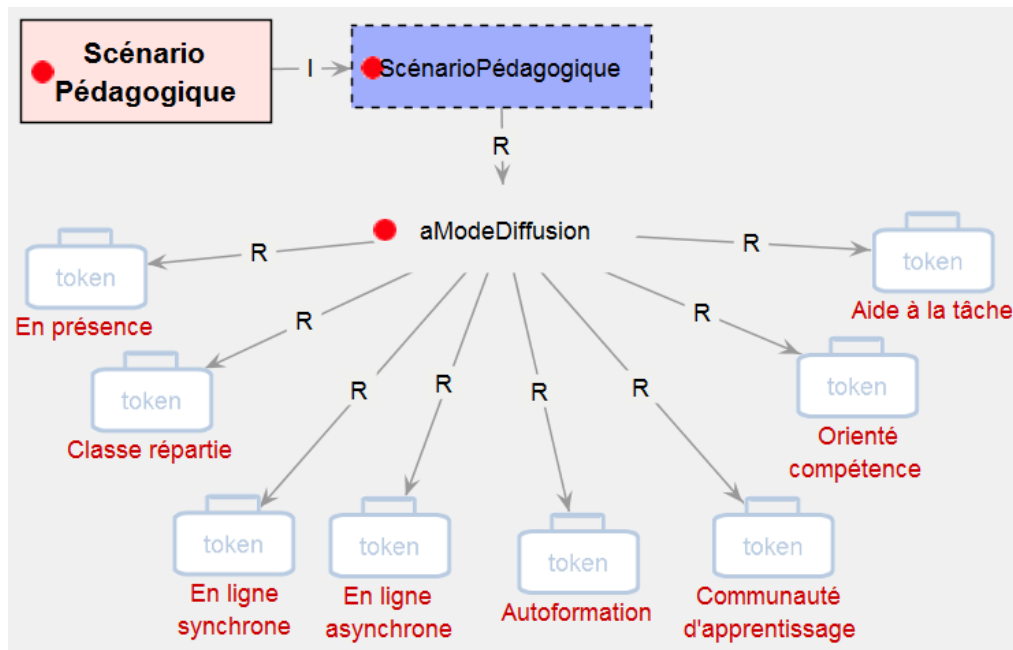 Scénario
Pédagogique
I
ScénarioPédagogique
R
aModeDiffusion
R
token
En présence
R
token
Aide à la tâche
R
token
Classe répartie
R
token
Orienté
compétence
R
token
En ligne
synchrone
R
token
En ligne
asynchrone
R
token
Autoformation
R
token
Communauté
d'apprentissage